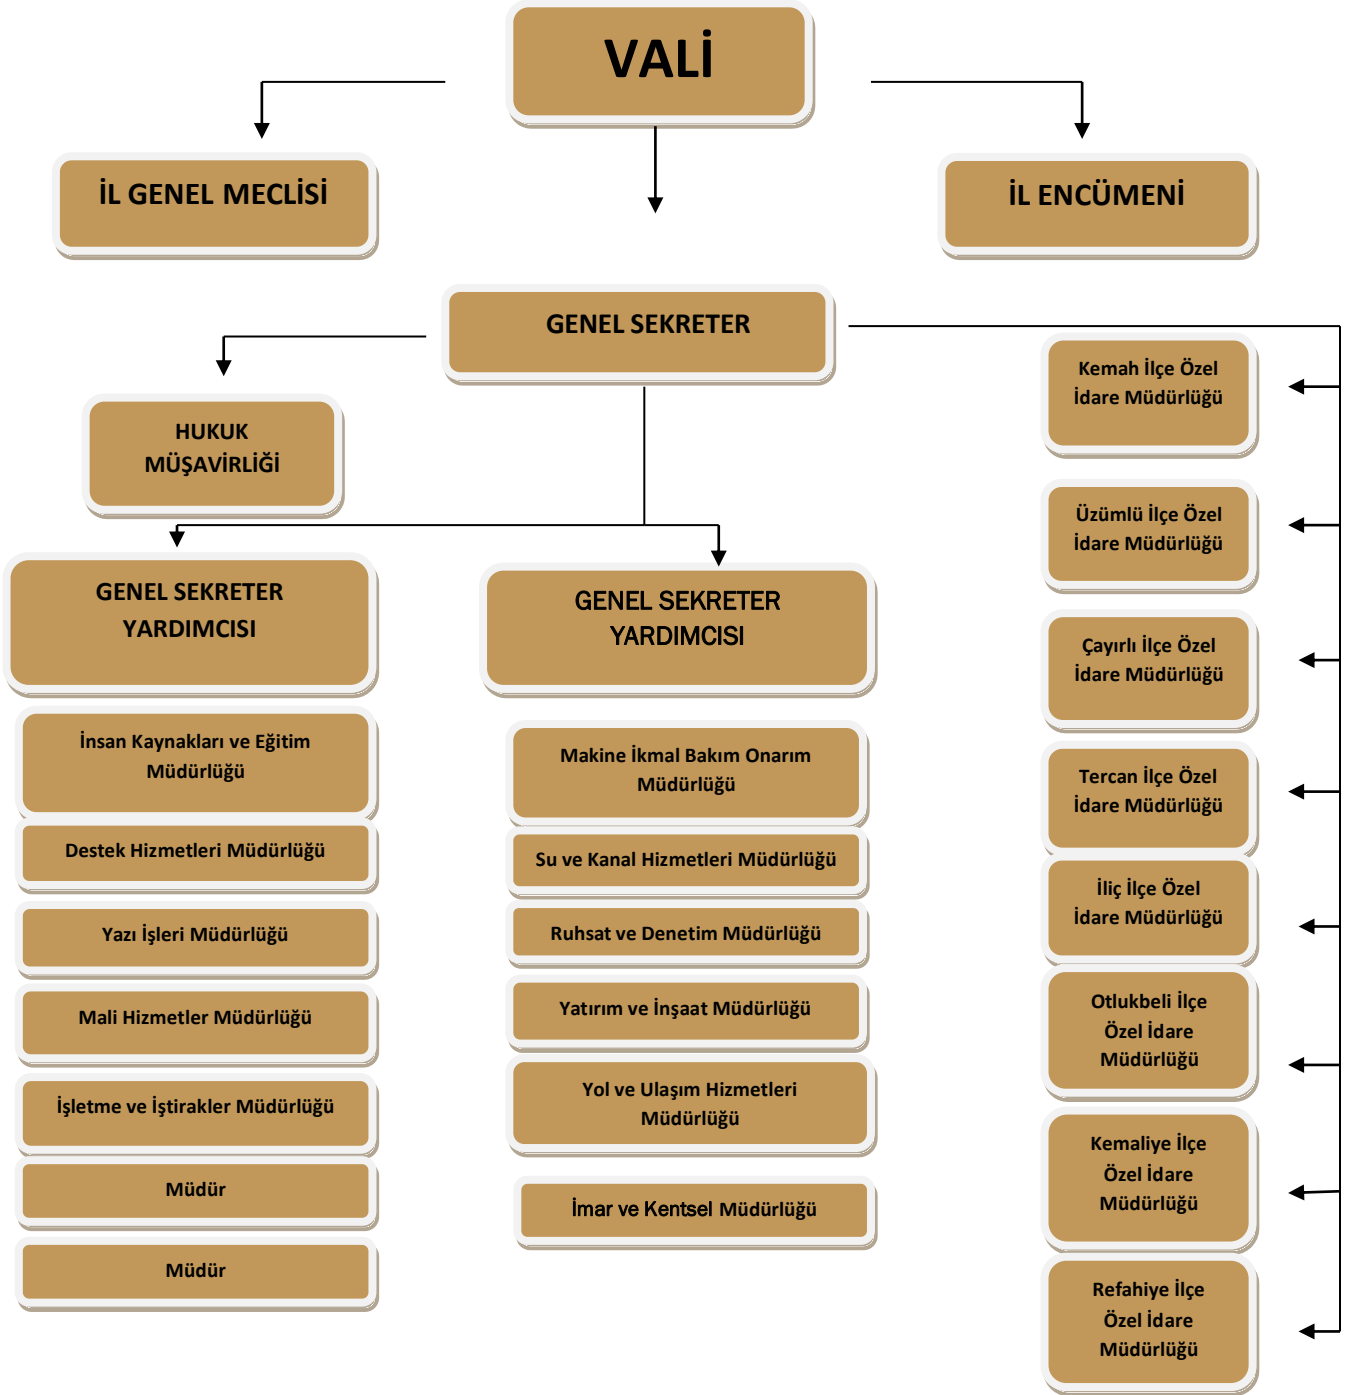 VALİ
İL GENEL MECLİSİ
İL ENCÜMENİ
GENEL SEKRETER
HUKUK
MÜŞAVİRLİĞİ
GENEL SEKRETER
YARDIMCISI
İnsan Kaynakları ve Eğitim
Müdürlüğü
Destek Hizmetleri Müdürlüğü
Yazı İşleri Müdürlüğü
Mali Hizmetler Müdürlüğü
İşletme ve İştirakler Müdürlüğü
Müdür
Müdür
GENEL SEKRETER
YARDIMCISI
Makine İkmal Bakım Onarım
Müdürlüğü
Su ve Kanal Hizmetleri Müdürlüğü
Ruhsat ve Denetim Müdürlüğü
Yatırım ve İnşaat Müdürlüğü
Yol ve Ulaşım Hizmetleri
Müdürlüğü
İmar ve Kentsel Müdürlüğü
Kemah İlçe Özel
İdare Müdürlüğü
Üzümlü İlçe Özel
İdare Müdürlüğü
Çayırlı İlçe Özel
İdare Müdürlüğü
Tercan İlçe Özel
İdare Müdürlüğü
İliç İlçe Özel
İdare Müdürlüğü
Otlukbeli İlçe
Özel İdare
Müdürlüğü
Kemaliye İlçe
Özel İdare
Müdürlüğü
Refahiye İlçe
Özel İdare
Müdürlüğü